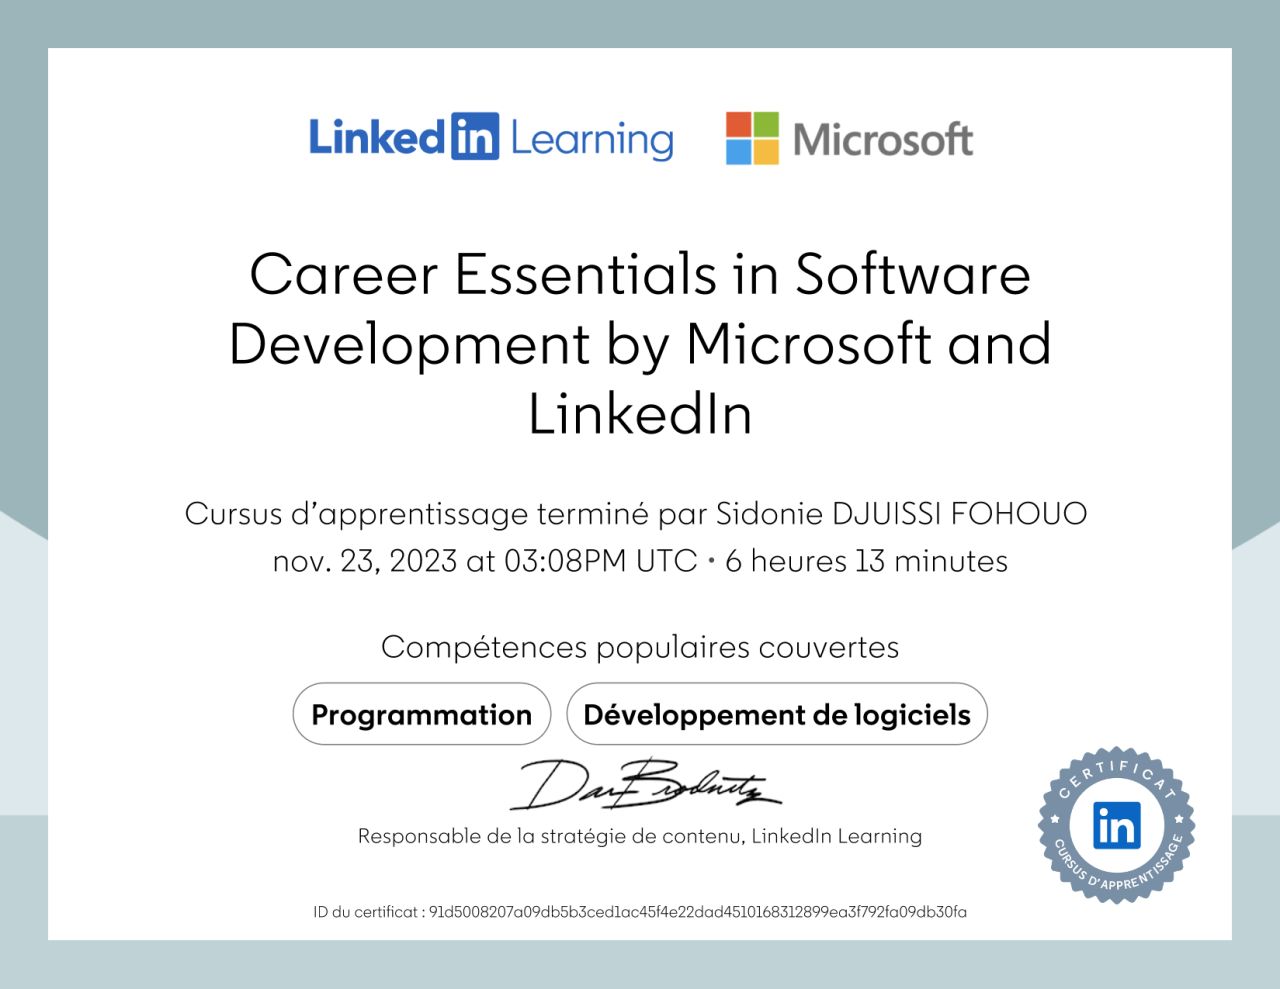 LinkedIn Learning Microsoft
Career Essentials in Software
Development by Microsoft and
LinkedIn
Cursus d’apprentissage terminé par Sidonie DJUISSI FOHOUO
nov. 23, 2023 at 03:08PM UTC • 6 heures 13 minutes
Compétences populaires couvertes
Programmation Développement de logiciels
Dan Brodnitz
Responsable de la stratégie de contenu, LinkedIn Learning
CERTIFICAT
in
CURSUS D'APPRENTISSAGE
ID du certificat : 91d5008207a09db5b3ced1ac45f4e22dad4510168312899ea3f792fa09db30fa